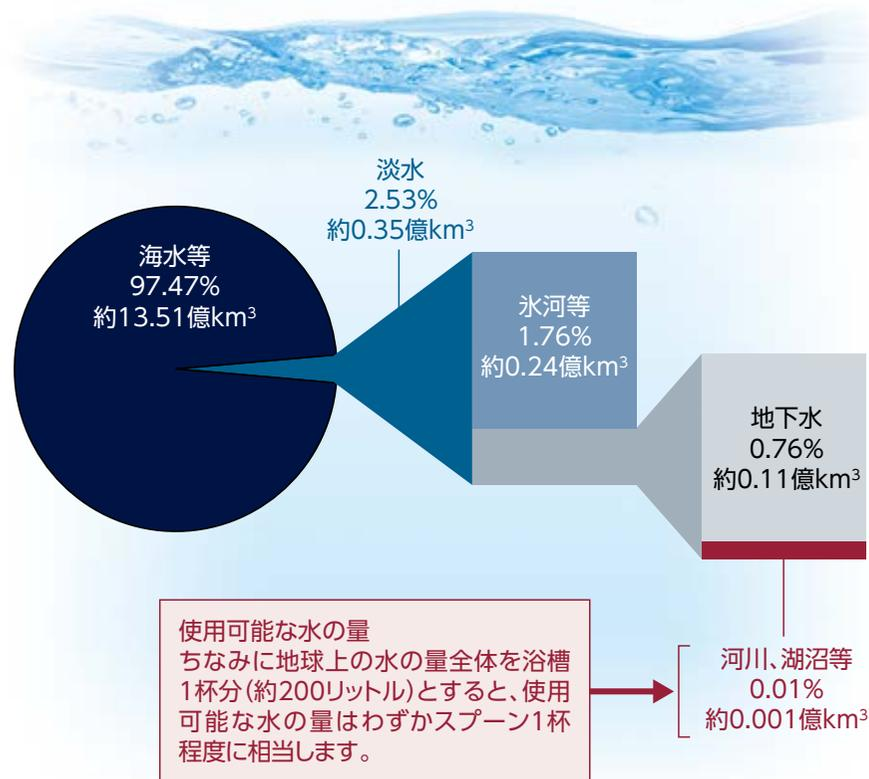 淡水
2.53%
約0.35億km³
海水等
97.47%
約13.51億km³
氷河等
1.76%
約0.24億km³
地下水
0.76%
約0.11億km³
使用可能な水の量
ちなみに地球上の水の量全体を浴槽
1杯分(約200リットル)とすると、使用
可能な水の量はわずかスプーン1杯
程度に相当します。
河川、湖沼等
0.01%
約0.001億km³